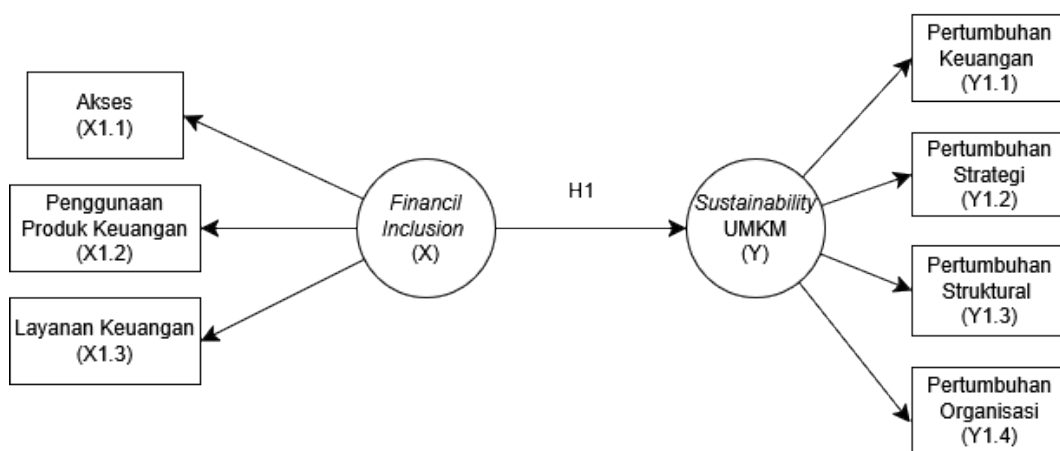 Akses
(X1.1)
Penggunaan
Produk Keuangan
(X1.2)
Layanan Keuangan
(X1.3)
Financil
Inclusion
(X)
H1
Sustainability
UMKM
(Y)
Pertumbuhan
Keuangan
(Y1.1)
Pertumbuhan
Strategi
(Y1.2)
Pertumbuhan
Struktural
(Y1.3)
Pertumbuhan
Organisasi
(Y1.4)